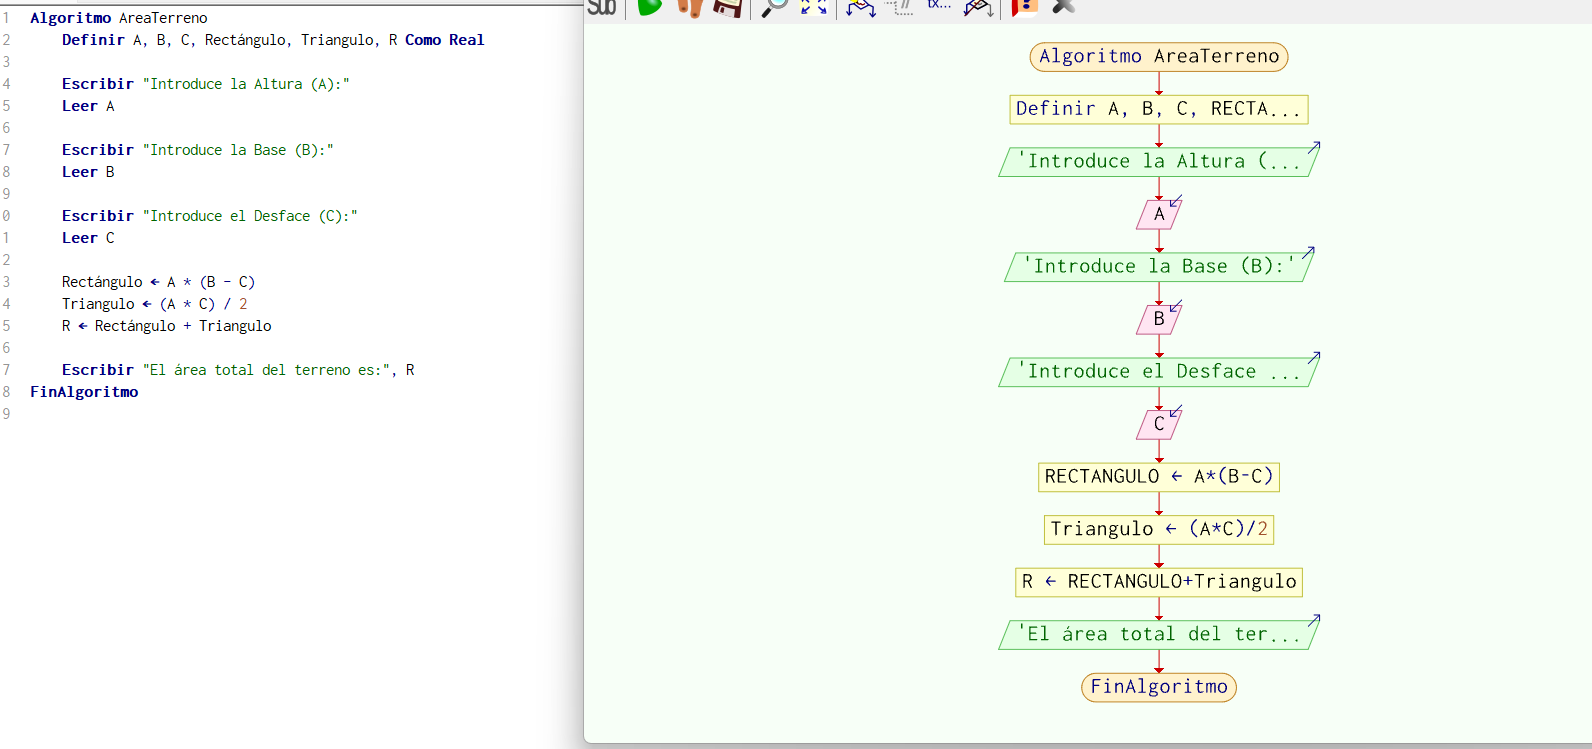 1 Algoritmo AreaTerreno
2 Definir A, B, C, Rectángulo, Triangulo, R Como Real
3
4 Escribir "Introduce la Altura (A):"
5 Leer A
6
7 Escribir "Introduce la Base (B):"
8 Leer B
9
0 Escribir "Introduce el Desface (C):"
1 Leer C
2
3 Rectángulo ← A * (B - C)
4 Triangulo ← (A * C) / 2
5 R ← Rectángulo + Triangulo
6
7 Escribir "El área total del terreno es:", R
8 FinAlgoritmo
9
Sub
tx...
Algoritmo AreaTerreno
Definir A, B, C, RECTA...
'Introduce la Altura (...
A
'Introduce la Base (B):'
B
'Introduce el Desface ...
C
RECTANGULO ← A*(B-C)
Triangulo ← (A*C)/2
R ← RECTANGULO+Triangulo
'El área total del ter...
FinAlgoritmo